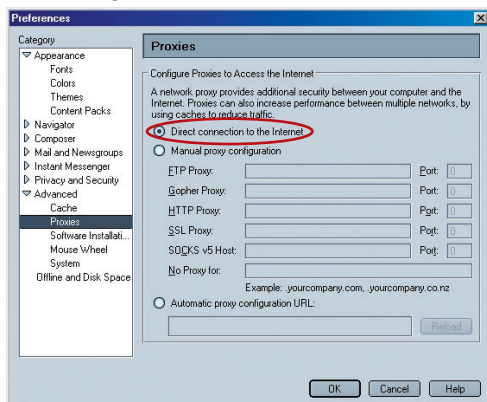 Preferences
Category
Appearance
Fonts
Colors
Themes
Content Packs
Navigator
Composer
Mail and Newsgroups
Instant Messenger
Privacy and Security
Advanced
Cache
Proxies
Software Installati...
Mouse Wheel
System
Offline and Disk Space
Proxies
Configure Proxies to Access the Internet
A network proxy provides additional security between your computer and the
Internet. Proxies can also increase performance between multiple networks, by
using caches to reduce traffic.
Direct connection to the Internet
Manual proxy configuration
FTP Proxy: Port: 0
Gopher Proxy: Port: 0
HTTP Proxy: Port: 0
SSL Proxy: Port: 0
SOCKS v5 Host: Port: 0
No Proxy for:
Example: .yourcompany.com, .yourcompany.co.nz
Automatic proxy configuration URL:
Reload
OK Cancel Help